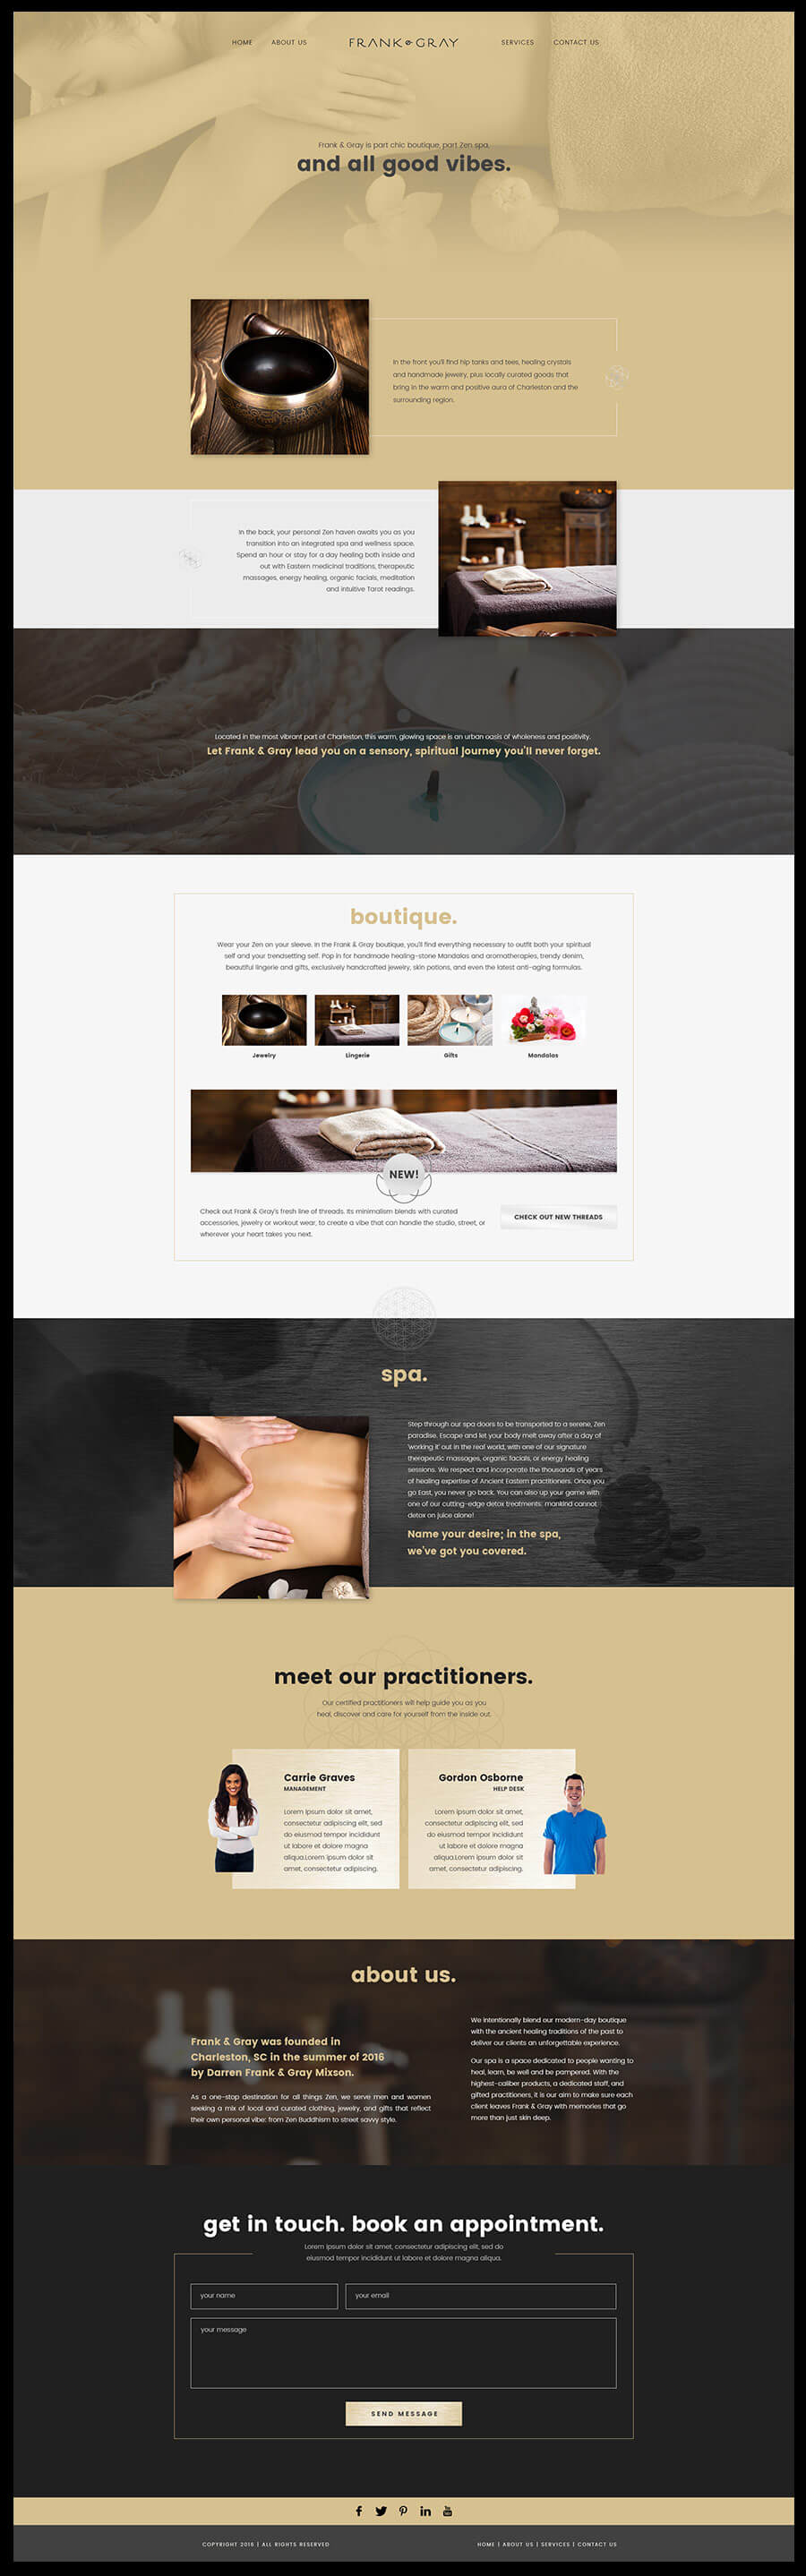 HOME
ABOUT US
FRANK & GRAY
SERVICES
CONTACT US
Frank & Gray is part chic boutique, part Zen spa,
and all good vibes.
In the front you'll find hip tanks and tees, healing crystals
and handmade jewelry, plus locally curated goods that
bring in the warm and positive aura of Charleston and the
surrounding region.
In the back, your personal Zen haven awaits you as you
transition into an integrated spa and wellness space.
Spend an hour or stay for a day healing both inside and
out with Eastern medicinal traditions, therapeutic
massages, energy healing, organic facials, meditation
and intuitive Tarot readings.
Located in the most vibrant part of Charleston, this warm, glowing space is an urban oasis of wholeness and positivity.
Let Frank & Gray lead you on a sensory, spiritual journey you'll never forget.
boutique.
Wear your Zen on your sleeve. In the Frank & Gray boutique, you'll find everything necessary to outfit both your spiritual
self and your trendsetting self. Pop in for handmade healing-stone Mandalas and aromatherapies, trendy denim,
beautiful lingerie and gifts, exclusively handcrafted jewelry, skin potions, and even the latest anti-aging formulas.
Jewelry
Lingerie
Gifts
Mandalas
NEW!
Check out Frank & Gray's fresh line of threads. Its minimalism blends with curated
accessories, jewelry or workout wear, to create a vibe that can handle the studio, street, or
wherever your heart takes you next.
CHECK OUT NEW THREADS
spa.
Step through our spa doors to be transported to a serene, Zen
paradise. Escape and let your body melt away after a day of
'working it' out in the real world, with one of our signature
therapeutic massages, organic facials, or energy healing
sessions. We respect and incorporate the thousands of years
of healing expertise of Ancient Eastern practitioners. Once you
go East, you never go back. You can also up your game with
one of our cutting-edge detox treatments: mankind cannot
detox on juice alone!
Name your desire; in the spa,
we've got you covered.
meet our practitioners.
Our certified practitioners will help guide you as you
heal, discover and care for yourself from the inside out.
Carrie Graves
MANAGEMENT
Lorem ipsum dolor sit amet,
consectetur adipiscing elit, sed
do eiusmod tempor incididunt
ut labore et dolore magna
aliqua.Lorem ipsum dolor sit
amet, consectetur adipiscing.
Gordon Osborne
HELP DESK
Lorem ipsum dolor sit amet,
consectetur adipiscing elit, sed
do eiusmod tempor incididunt
ut labore et dolore magna
aliqua.Lorem ipsum dolor sit
amet, consectetur adipiscing.
about us.
Frank & Gray was founded in
Charleston, SC in the summer of 2016
by Darren Frank & Gray Mixson.
As a one-stop destination for all things Zen, we serve men and women
seeking a mix of local and curated clothing, jewelry, and gifts that reflect
their own personal vibe: from Zen Buddhism to street savvy style.
We intentionally blend our modern-day boutique
with the ancient healing traditions of the past to
deliver our clients an unforgettable experience.
Our spa is a space dedicated to people wanting to
heal, learn, be well and be pampered. With the
highest-caliber products, a dedicated staff, and
gifted practitioners, it is our aim to make sure each
client leaves Frank & Gray with memories that go
more than just skin deep.
get in touch. book an appointment.
Lorem ipsum dolor sit amet, consectetur adipiscing elit, sed do
eiusmod tempor incididunt ut labore et dolore magna aliqua.
your name
your email
your message
SEND MESSAGE
COPYRIGHT 2016 | ALL RIGHTS RESERVED
HOME | ABOUT US | SERVICES | CONTACT US